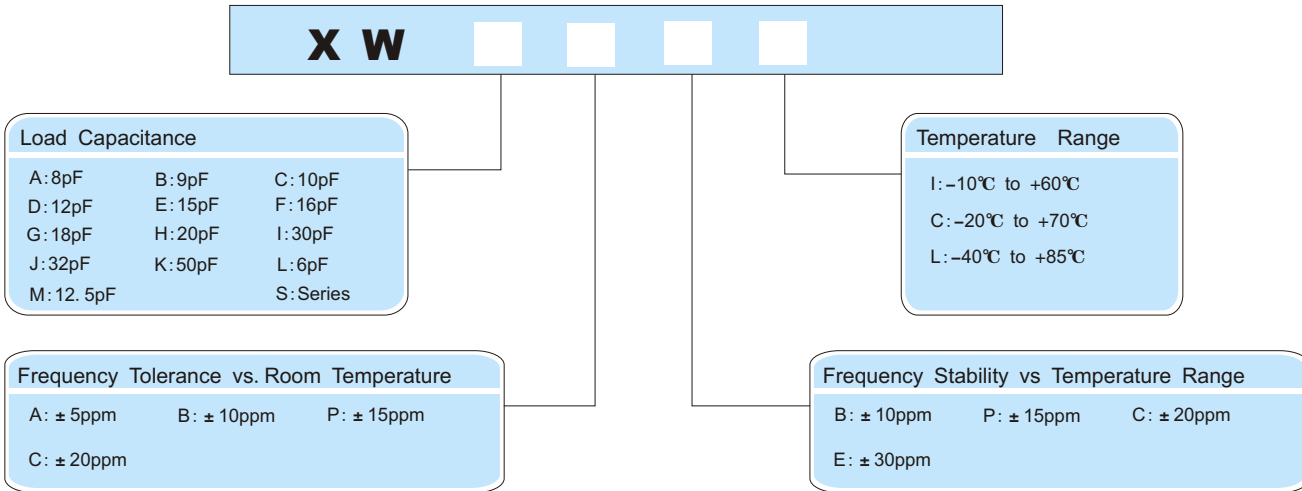 X W
Load Capacitance
A:8pF B:9pF C:10pF
D:12pF E:15pF F:16pF
G:18pF H:20pF I:30pF
J:32pF K:50pF L:6pF
M:12.5pF S:Series
Temperature Range
I:−10℃ to +60℃
C:−20℃ to +70℃
L:−40℃ to +85℃
Frequency Tolerance vs. Room Temperature
A: ± 5ppm B: ± 10ppm P: ± 15ppm
C: ± 20ppm
Frequency Stability vs Temperature Range
B: ± 10ppm P: ± 15ppm C: ± 20ppm
E: ± 30ppm